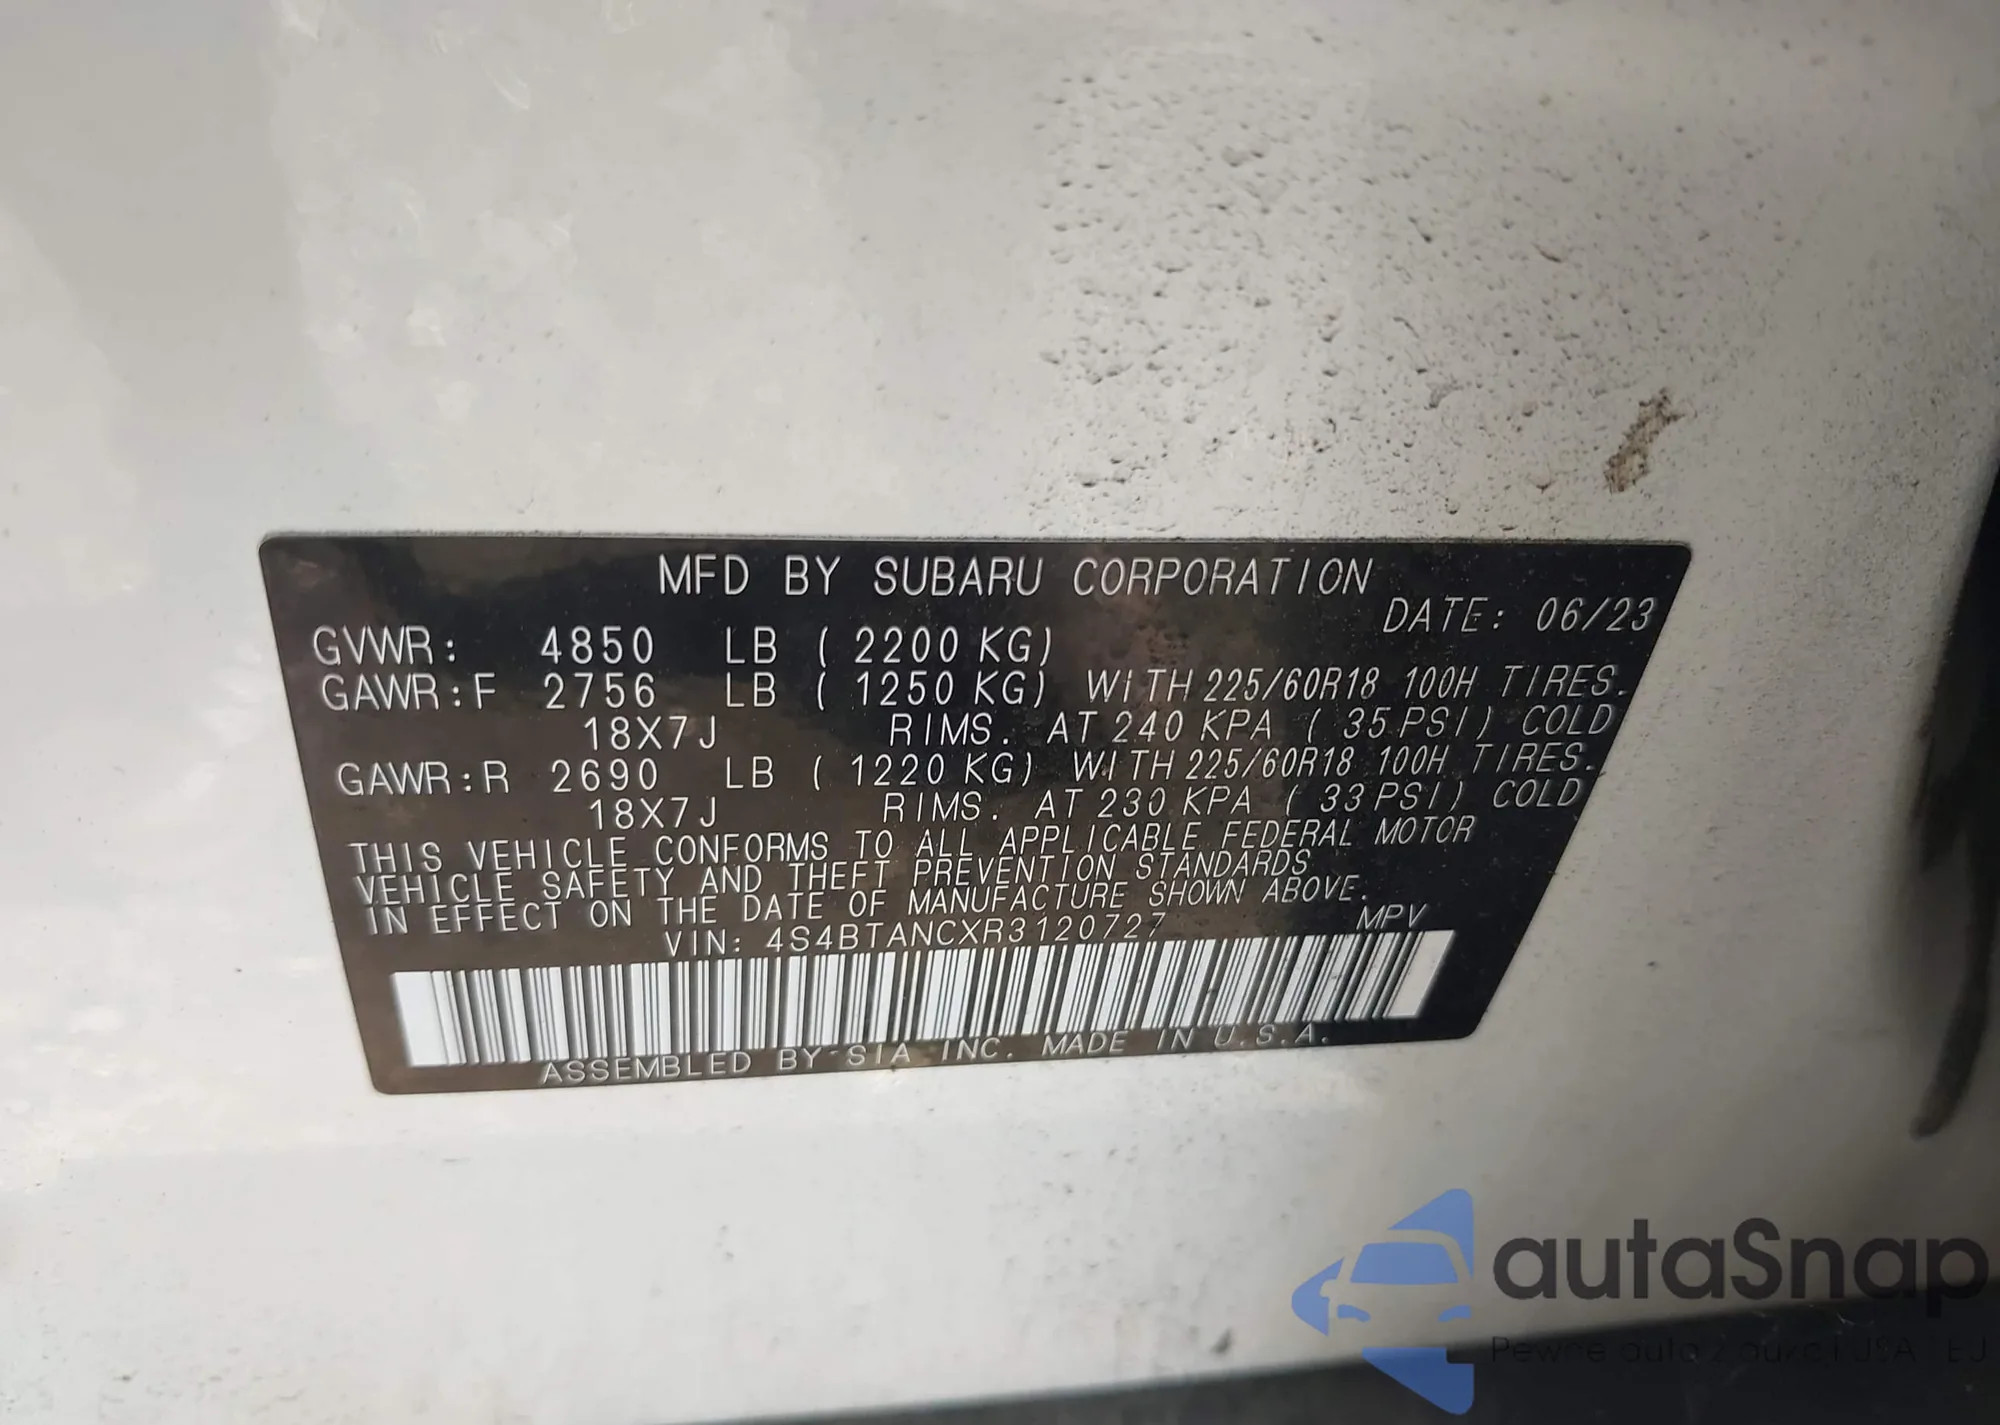 MFD BY SUBARU CORPORATION
DATE: 06/23
GVWR: 4850 LB ( 2200 KG)
GAWR:F 2756 LB ( 1250 KG) WITH 225/60R18 100H TIRES.
18X7J RIMS. AT 240 KPA ( 35 PSI) COLD
GAWR:R 2690 LB ( 1220 KG) WITH 225/60R18 100H TIRES.
18X7J RIMS. AT 230 KPA ( 33 PSI) COLD
THIS VEHICLE CONFORMS TO ALL APPLICABLE FEDERAL MOTOR
VEHICLE SAFETY AND THEFT PREVENTION STANDARDS
IN EFFECT ON THE DATE OF MANUFACTURE SHOWN ABOVE.
VIN: 4S4BTANCXR3120727 MPV
ASSEMBLED BY SIA INC. MADE IN U.S.A.
autaSnap
Pewne auto z USA EU